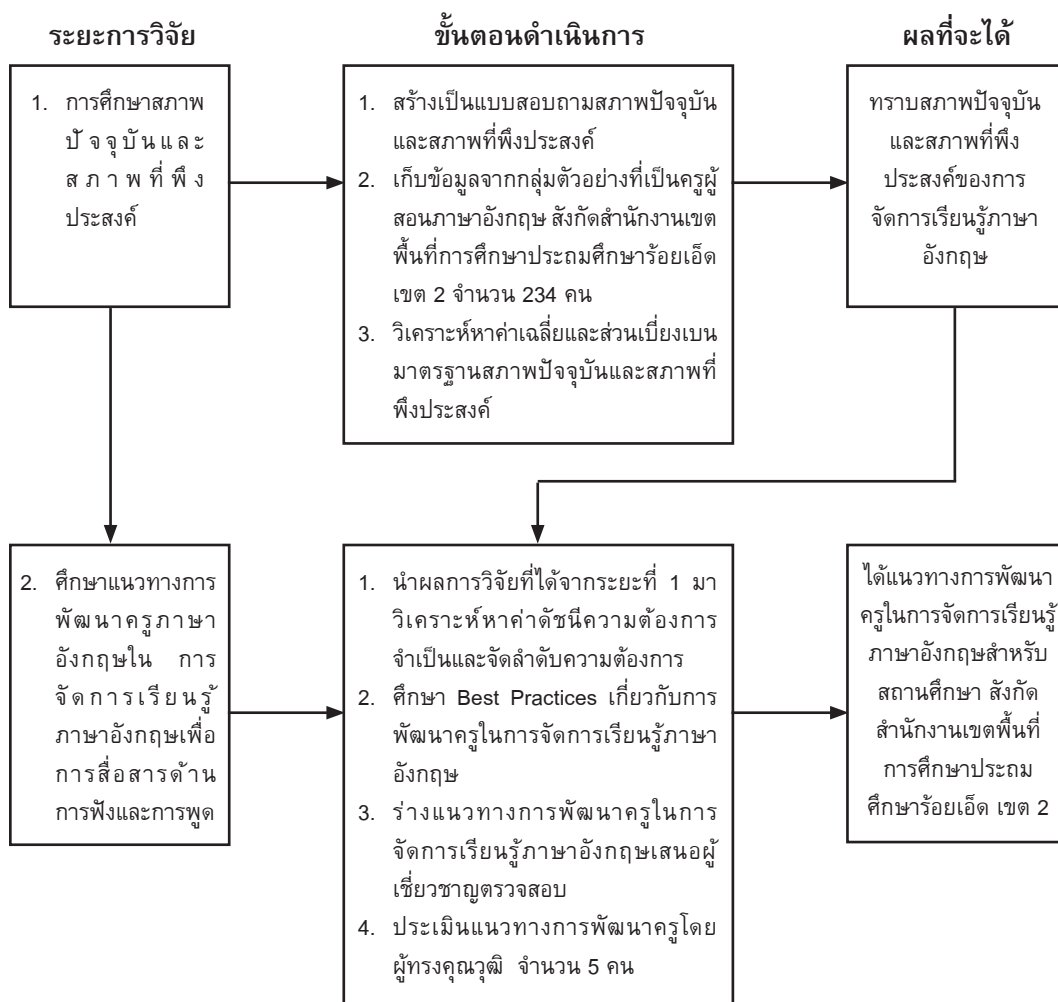 ระยะการวิจัย
ขั้นตอนดำเนินการ
ผลที่จะได้
1. การศึกษาสภาพ
ปัจจุบันและ
สภาพที่พึง
ประสงค์
1. สร้างเป็นแบบสอบถามสภาพปัจจุบัน
และสภาพที่พึงประสงค์
2. เก็บข้อมูลจากกลุ่มตัวอย่างที่เป็นครูผู้
สอนภาษาอังกฤษ สังกัดสำนักงานเขต
พื้นที่การศึกษาประถมศึกษาร้อยเอ็ด
เขต 2 จำนวน 234 คน
3. วิเคราะห์หาค่าเฉลี่ยและส่วนเบี่ยงเบน
มาตรฐานสภาพปัจจุบันและสภาพที่
พึงประสงค์
ทราบสภาพปัจจุบัน
และสภาพที่พึง
ประสงค์ของการ
จัดการเรียนรู้ภาษา
อังกฤษ
2. ศึกษาแนวทางการ
พัฒนาครูภาษา
อังกฤษใน การ
จัดการเรียนรู้
ภาษาอังกฤษเพื่อ
การสื่อสารด้าน
การฟังและการพูด
1. นำผลการวิจัยที่ได้จากระยะที่ 1 มา
วิเคราะห์หาค่าดัชนีความต้องการ
จำเป็นและจัดลำดับความต้องการ
2. ศึกษา Best Practices เกี่ยวกับการ
พัฒนาครูในการจัดการเรียนรู้ภาษา
อังกฤษ
3. ร่างแนวทางการพัฒนาครูในการ
จัดการเรียนรู้ภาษาอังกฤษเสนอผู้
เชี่ยวชาญตรวจสอบ
4. ประเมินแนวทางการพัฒนาครูโดย
ผู้ทรงคุณวุฒิ จำนวน 5 คน
ได้แนวทางการพัฒนา
ครูในการจัดการเรียนรู้
ภาษาอังกฤษสำหรับ
สถานศึกษา สังกัด
สำนักงานเขตพื้นที่
การศึกษาประถม
ศึกษาร้อยเอ็ด เขต 2